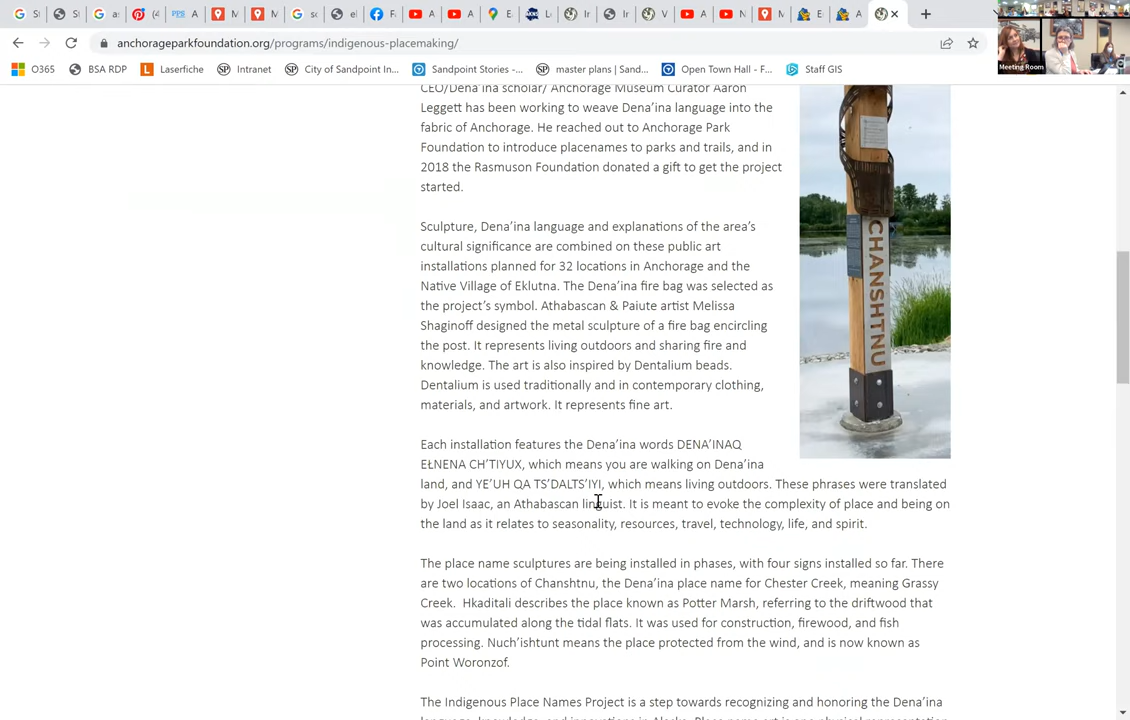 St
St
G a:
(4
A
M
M
G sc
el
F
A
A
E
Le
Ir
Ir
V
A
N
M
E
A
anchorageparkfoundation.org/programs/indigenous-placemaking/
O365
BSA RDP
Laserfiche
Intranet
City of Sandpoint In...
Sandpoint Stories -...
master plans | Sand...
Open Town Hall - F...
Staff GIS
Meeting Room
CEO/Dena'ina scholar/ Anchorage Museum Curator Aaron
Leggett has been working to weave Dena'ina language into the
fabric of Anchorage. He reached out to Anchorage Park
Foundation to introduce placenames to parks and trails, and in
2018 the Rasmuson Foundation donated a gift to get the project
started.
Sculpture, Dena'ina language and explanations of the area's
cultural significance are combined on these public art
installations planned for 32 locations in Anchorage and the
Native Village of Eklutna. The Dena'ina fire bag was selected as
the project's symbol. Athabascan & Paiute artist Melissa
Shaginoff designed the metal sculpture of a fire bag encircling
the post. It represents living outdoors and sharing fire and
knowledge. The art is also inspired by Dentalium beads.
Dentalium is used traditionally and in contemporary clothing,
materials, and artwork. It represents fine art.
CHANSHTNU
Each installation features the Dena'ina words DENA'INAQ
EŁNENA CH'TIYUX, which means you are walking on Dena'ina
land, and YE'UH QA TS'DALTS'IYI, which means living outdoors. These phrases were translated
by Joel Isaac, an Athabascan linguist. It is meant to evoke the complexity of place and being on
the land as it relates to seasonality, resources, travel, technology, life, and spirit.
The place name sculptures are being installed in phases, with four signs installed so far. There
are two locations of Chanshtnu, the Dena'ina place name for Chester Creek, meaning Grassy
Creek. Hkaditali describes the place known as Potter Marsh, referring to the driftwood that
was accumulated along the tidal flats. It was used for construction, firewood, and fish
processing. Nuch'ishtunt means the place protected from the wind, and is now known as
Point Woronzof.
The Indigenous Place Names Project is a step towards recognizing and honoring the Dena'ina